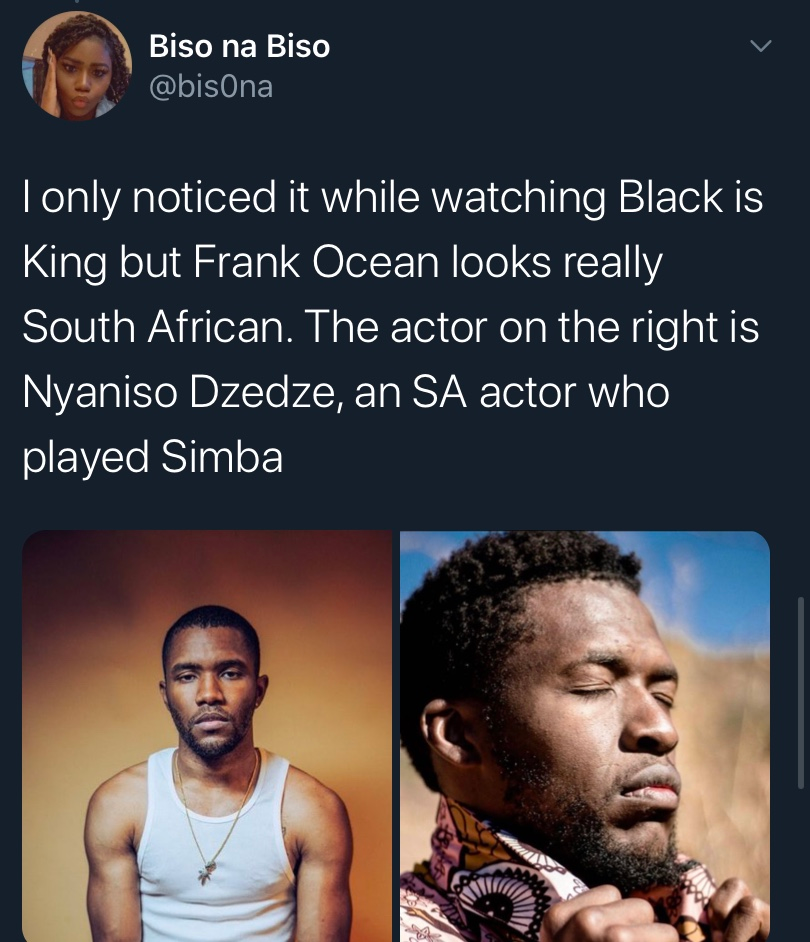 Biso na Biso
@bis0na
I only noticed it while watching Black is
King but Frank Ocean looks really
South African. The actor on the right is
Nyaniso Dzedze, an SA actor who
played Simba